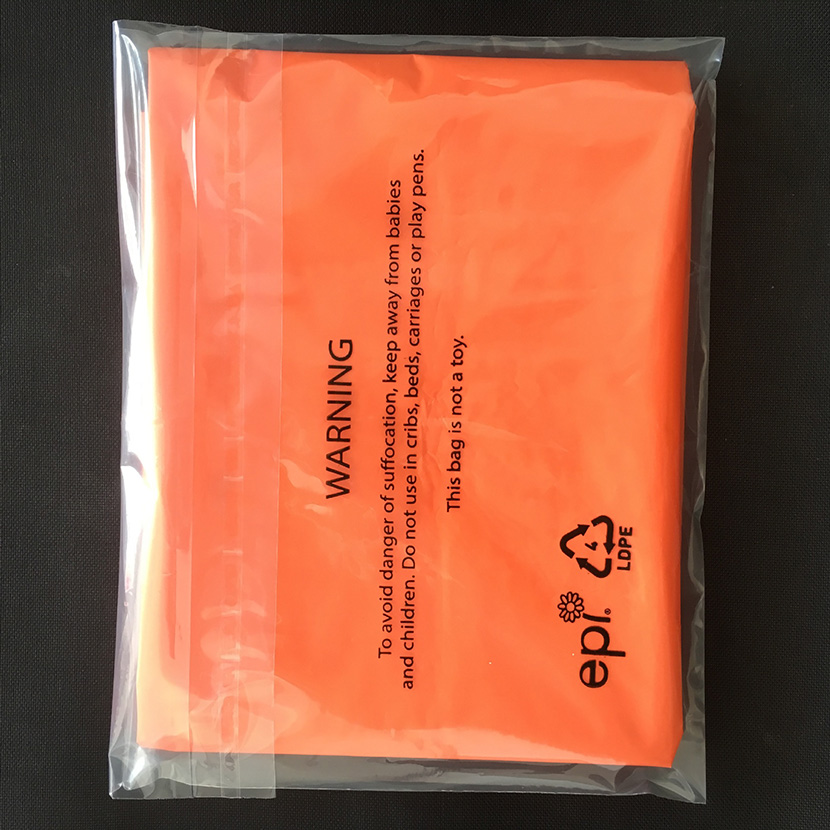 WARNING
To avoid danger of suffocation, keep away from babies
and children. Do not use in cribs, beds, carriages or play pens.
This bag is not a toy.
epi®
4
LDPE